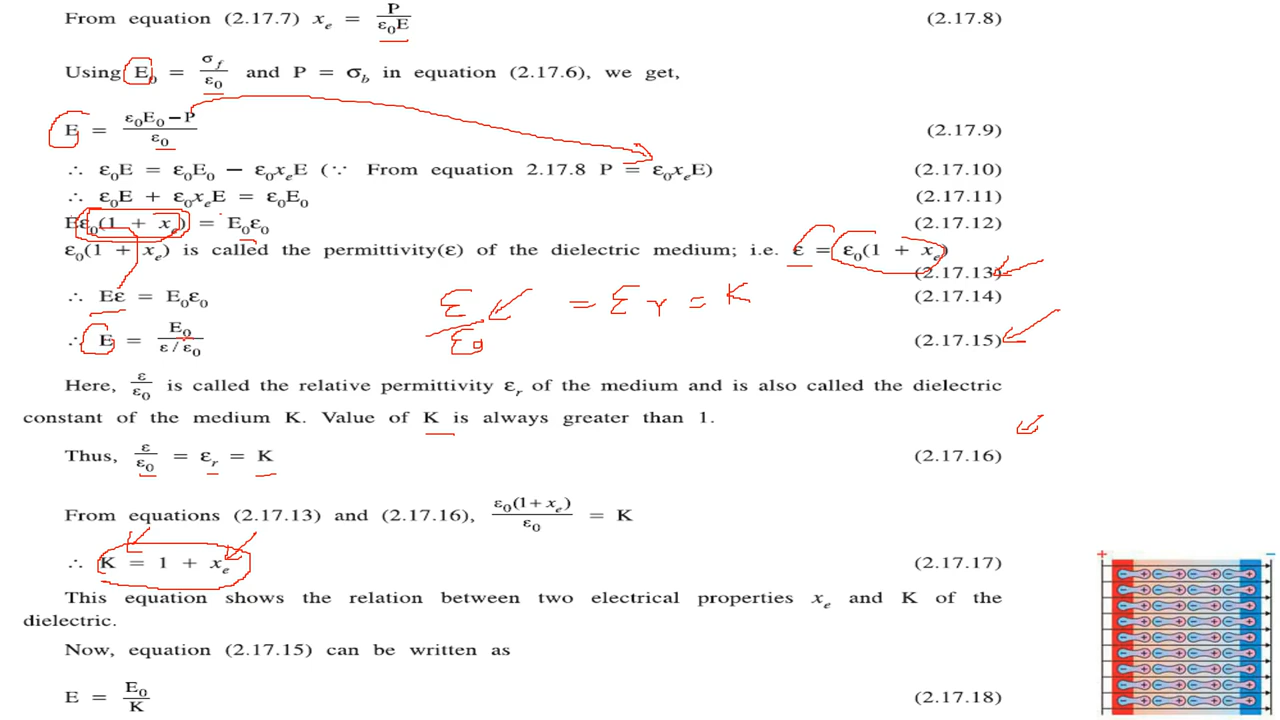 From equation (2.17.7) xₑ = P / ε₀E (2.17.8)
Using E₀ = σ_f / ε₀ and P = σ_b in equation (2.17.6), we get,
E = ε₀E₀ – P / ε₀ (2.17.9)
∴ ε₀E = ε₀E₀ – ε₀xₑE (∵ From equation 2.17.8 P = ε₀xₑE) (2.17.10)
∴ ε₀E + ε₀xₑE = ε₀E₀ (2.17.11)
Eε₀(1 + xₑ) = E₀ε₀ (2.17.12)
ε₀(1 + xₑ) is called the permittivity(ε) of the dielectric medium; i.e. ε = ε₀(1 + xₑ)
(2.17.13)
∴ Eε = E₀ε₀ (2.17.14)
ε / ε₀ = εr = K
∴ E = E₀ / ε/ε₀ (2.17.15)
Here, ε / ε₀ is called the relative permittivity εᵣ of the medium and is also called the dielectric
constant of the medium K. Value of K is always greater than 1.
Thus, ε / ε₀ = εᵣ = K (2.17.16)
From equations (2.17.13) and (2.17.16), ε₀(1+xₑ) / ε₀ = K
∴ K = 1 + xₑ (2.17.17)
This equation shows the relation between two electrical properties xₑ and K of the
dielectric.
Now, equation (2.17.15) can be written as
E = E₀ / K (2.17.18)